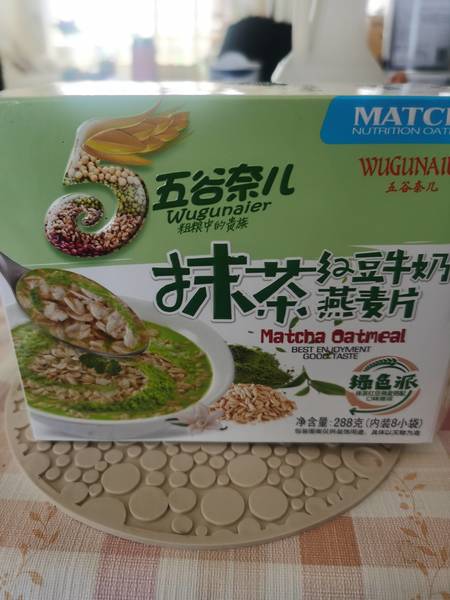 MATCH
NUTRITION OAT
WUGUNAIE
五谷奈儿
五谷奈儿
Wugunaier
粗粮中的贵族
抹茶
红豆牛奶
燕麦片
Matcha Oatmeal
BEST ENJOYMENT
GOOD TASTE
绿色派
净含量:288克(内装8小袋)